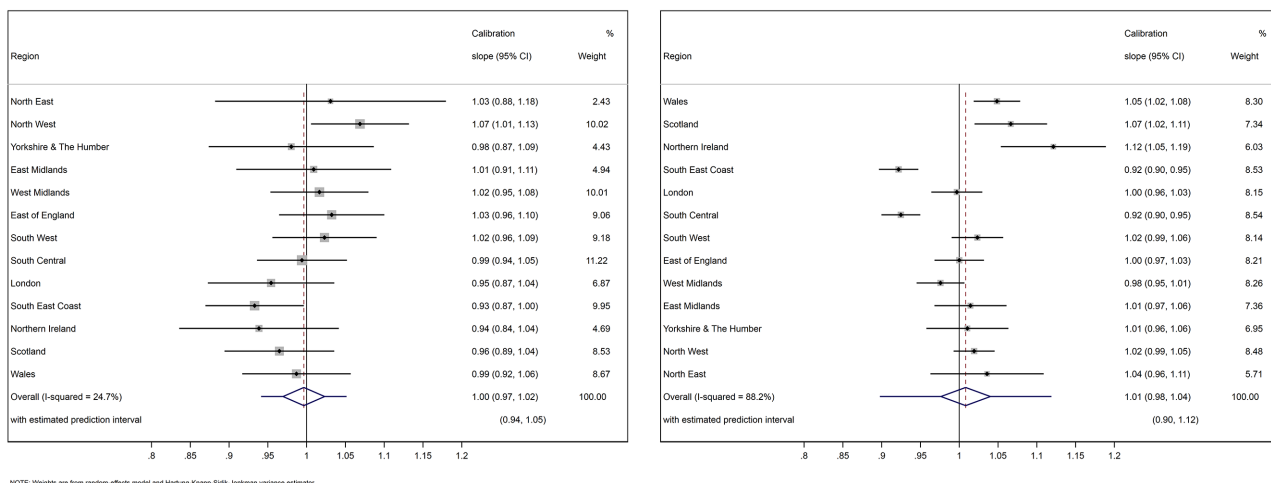 Calibration %
Region slope (95% CI) Weight
North East 1.03 (0.88, 1.18) 2.43
North West 1.07 (1.01, 1.13) 10.02
Yorkshire & The Humber 0.98 (0.87, 1.09) 4.43
East Midlands 1.01 (0.91, 1.11) 4.94
West Midlands 1.02 (0.95, 1.08) 10.01
East of England 1.03 (0.96, 1.10) 9.06
South West 1.02 (0.96, 1.09) 9.18
South Central 0.99 (0.94, 1.05) 11.22
London 0.95 (0.87, 1.04) 6.87
South East Coast 0.93 (0.87, 1.00) 9.95
Northern Ireland 0.94 (0.84, 1.04) 4.69
Scotland 0.96 (0.89, 1.04) 8.53
Wales 0.99 (0.92, 1.06) 8.67
Overall (I-squared = 24.7%) 1.00 (0.97, 1.02) 100.00
with estimated prediction interval (0.94, 1.05)
.8 .85 .9 .95 1 1.05 1.1 1.15 1.2
NOTE: Weights are from random effects model and Hartung Knapp Sidik Jonkman variance estimator
Calibration %
Region slope (95% CI) Weight
Wales 1.05 (1.02, 1.08) 8.30
Scotland 1.07 (1.02, 1.11) 7.34
Northern Ireland 1.12 (1.05, 1.19) 6.03
South East Coast 0.92 (0.90, 0.95) 8.53
London 1.00 (0.96, 1.03) 8.15
South Central 0.92 (0.90, 0.95) 8.54
South West 1.02 (0.99, 1.06) 8.14
East of England 1.00 (0.97, 1.03) 8.21
West Midlands 0.98 (0.95, 1.01) 8.26
East Midlands 1.01 (0.97, 1.06) 7.36
Yorkshire & The Humber 1.01 (0.96, 1.06) 6.95
North West 1.02 (0.99, 1.05) 8.48
North East 1.04 (0.96, 1.11) 5.71
Overall (I-squared = 88.2%) 1.01 (0.98, 1.04) 100.00
with estimated prediction interval (0.90, 1.12)
.8 .85 .9 .95 1 1.05 1.1 1.15 1.2